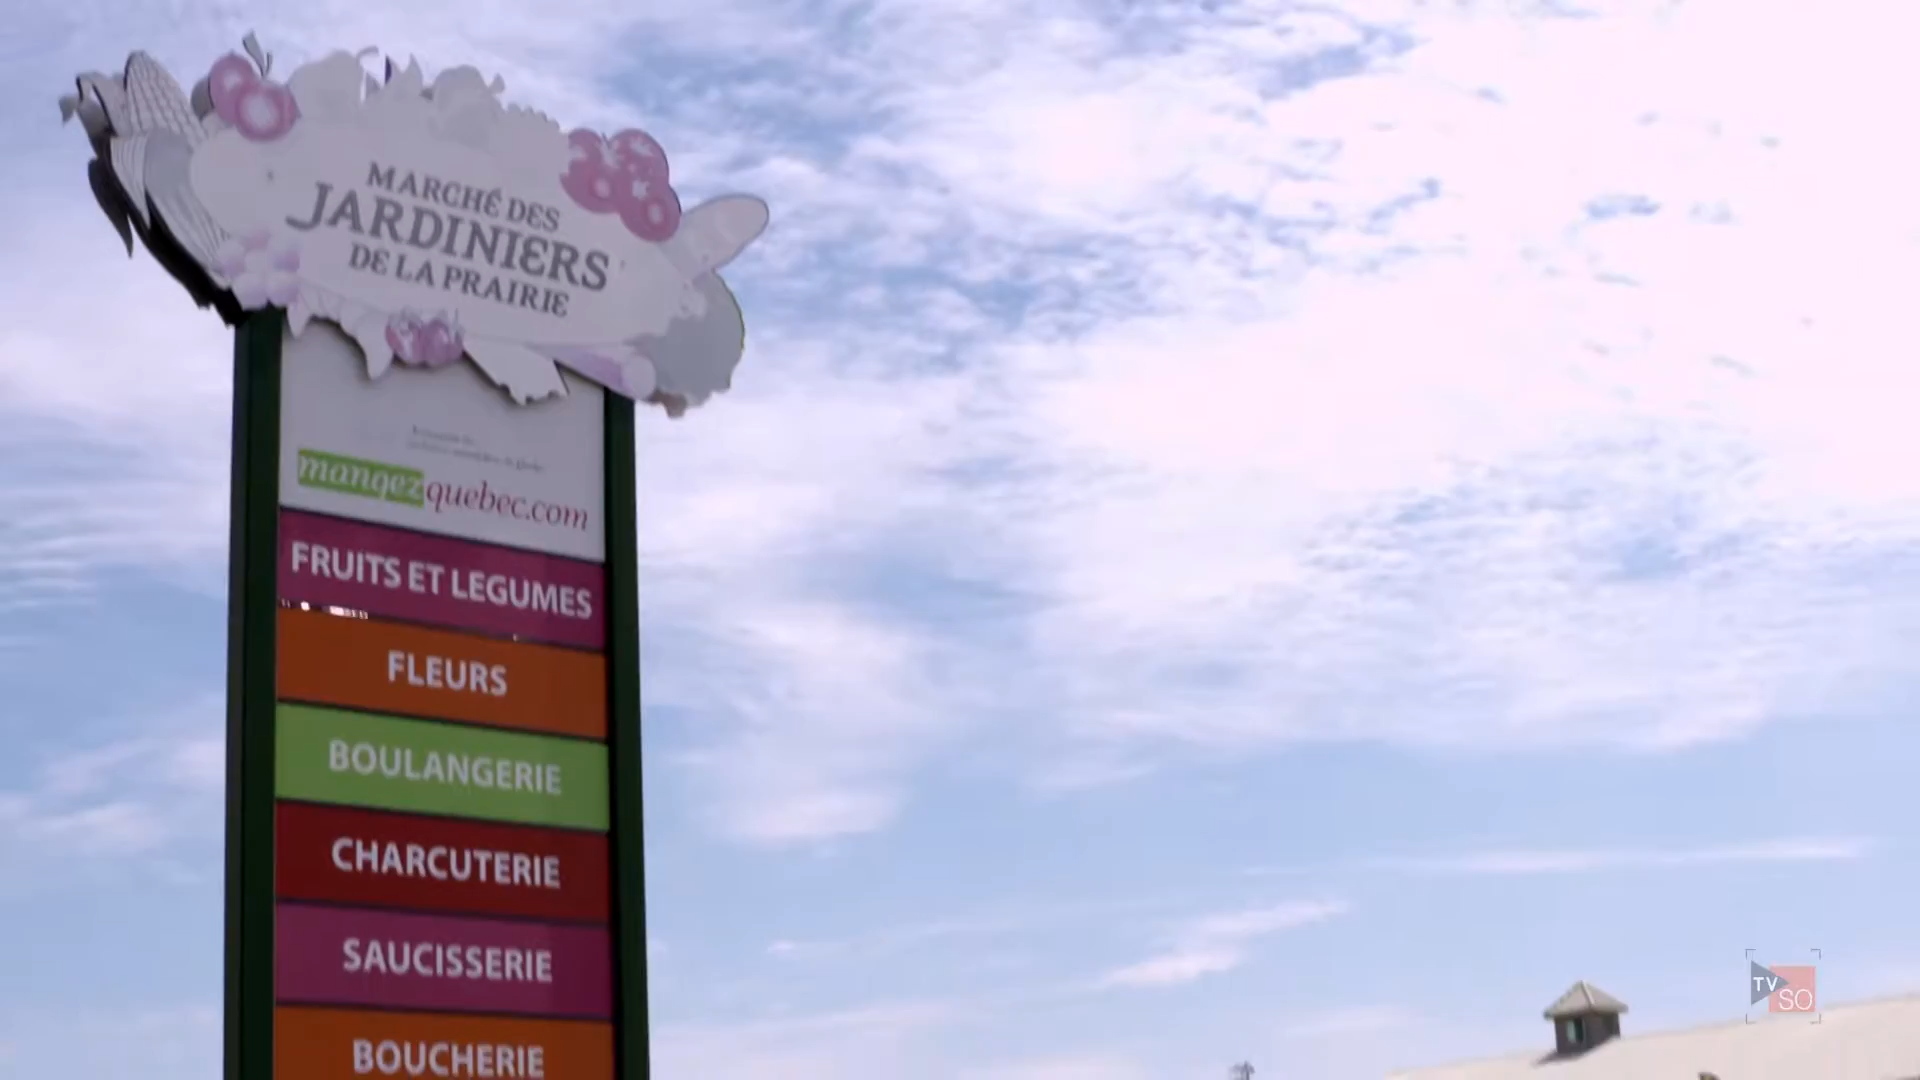 MARCHÉ DES
JARDINIERS
DE LA PRAIRIE
mangezquebec.com
FRUITS ET LEGUMES
FLEURS
BOULANGERIE
CHARCUTERIE
SAUCISSERIE
BOUCHERIE
TV
SO